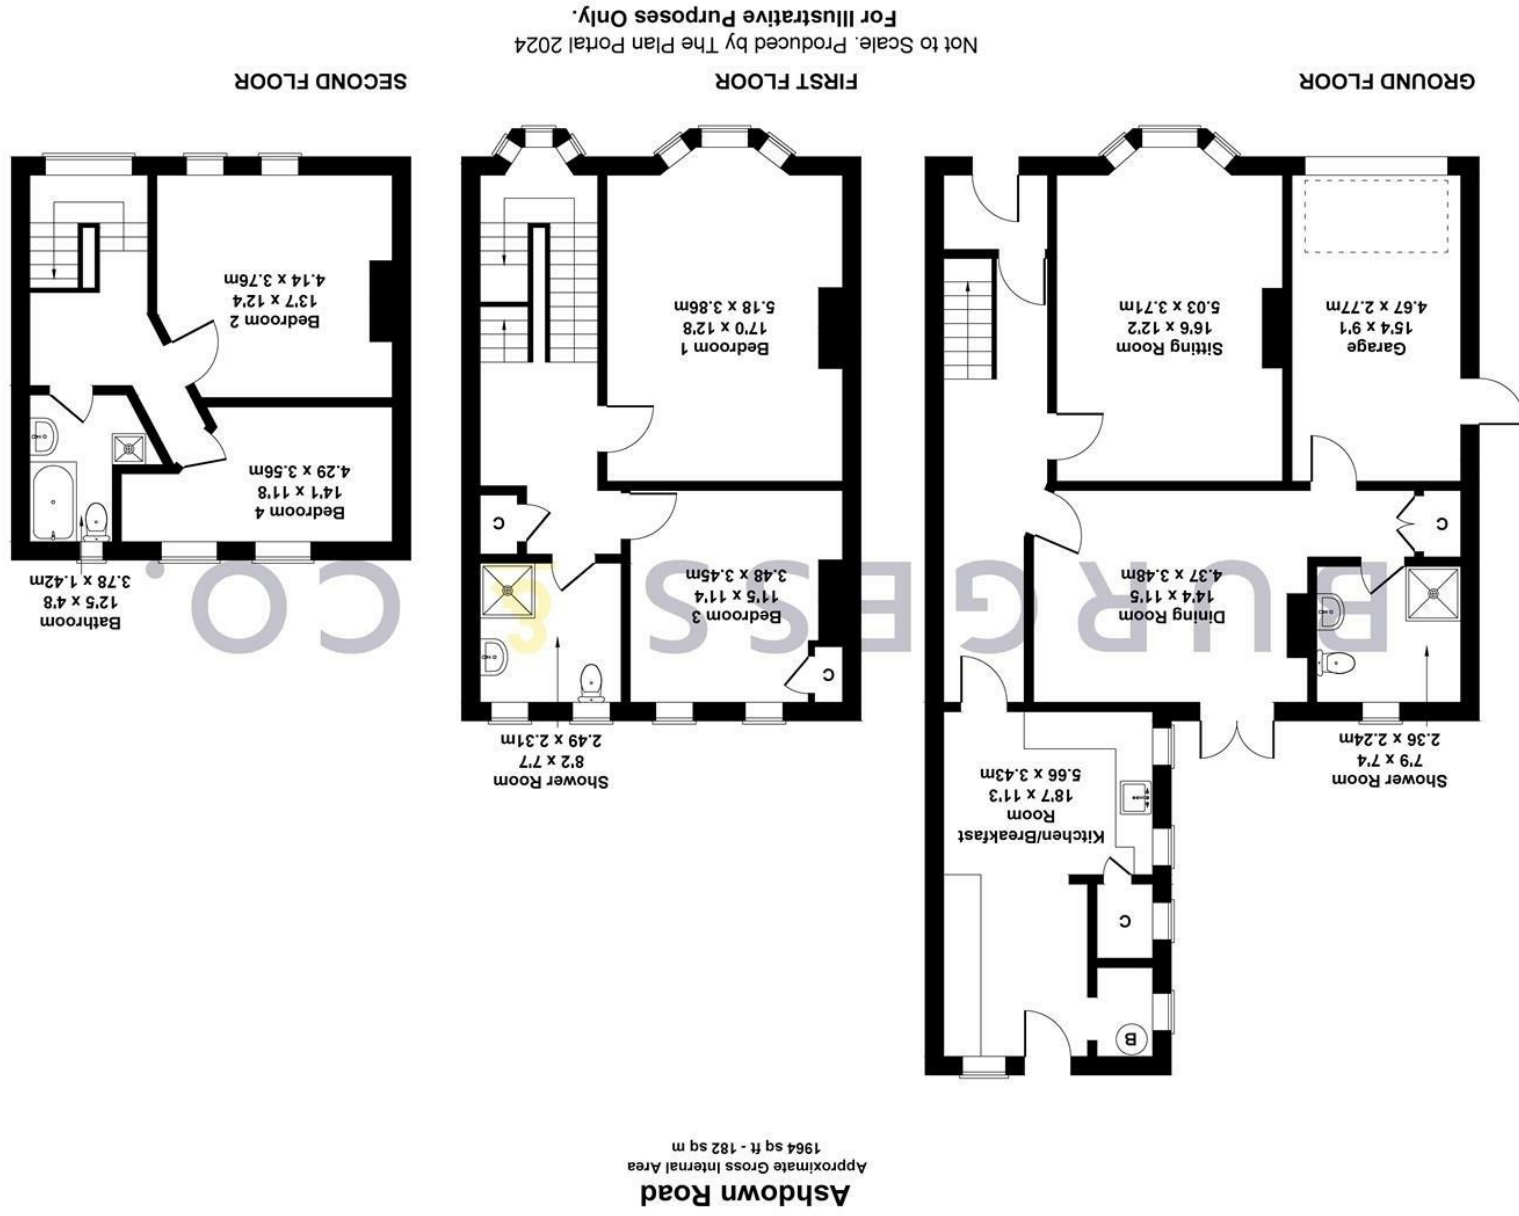 Ashdown Road
Approximate Gross Internal Area
1964 sq ft - 182 sq m
B
C
Kitchen/Breakfast
Room
18'7 x 11'3
5.66 x 3.43m
Shower Room
7'9 x 7'4
2.36 x 2.24m
Dining Room
14'4 x 11'5
4.37 x 3.48m
C
Garage
15'4 x 9'1
4.67 x 2.77m
Sitting Room
16'6 x 12'2
5.03 x 3.71m
GROUND FLOOR
Shower Room
8'2 x 7'7
2.49 x 2.31m
C
Bedroom 3
11'5 x 11'4
3.48 x 3.45m
C
Bedroom 1
17'0 x 12'8
5.18 x 3.86m
FIRST FLOOR
Bathroom
12'5 x 4'8
3.78 x 1.42m
Bedroom 4
14'1 x 11'8
4.29 x 3.56m
Bedroom 2
13'7 x 12'4
4.14 x 3.76m
SECOND FLOOR
BURGESS & CO.
Not to Scale. Produced by The Plan Portal 2024
For Illustrative Purposes Only.